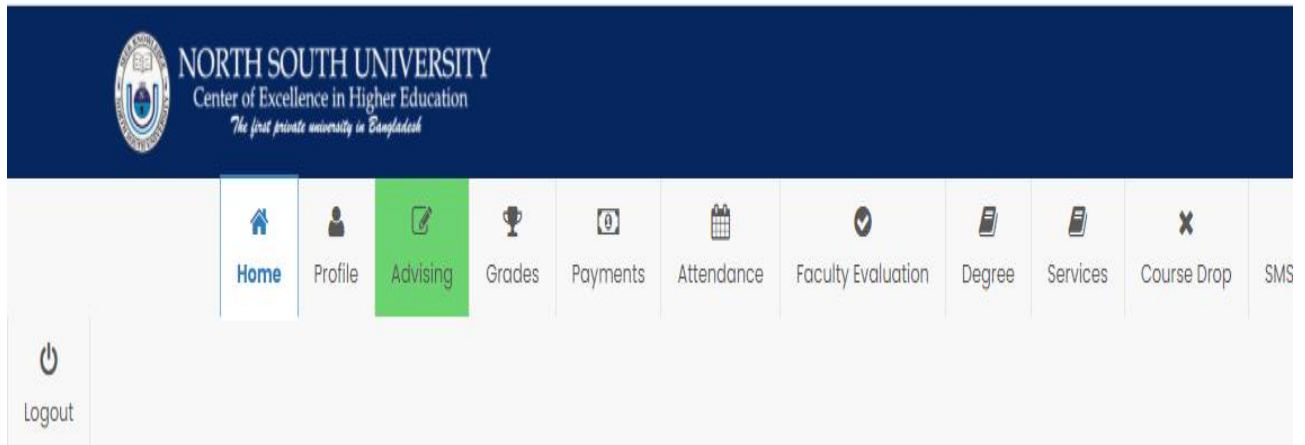 NORTH SOUTH UNIVERSITY
Center of Excellence in Higher Education
The first private university in Bangladesh
Home Profile Advising Grades Payments Attendance Faculty Evaluation Degree Services Course Drop SMS
Logout